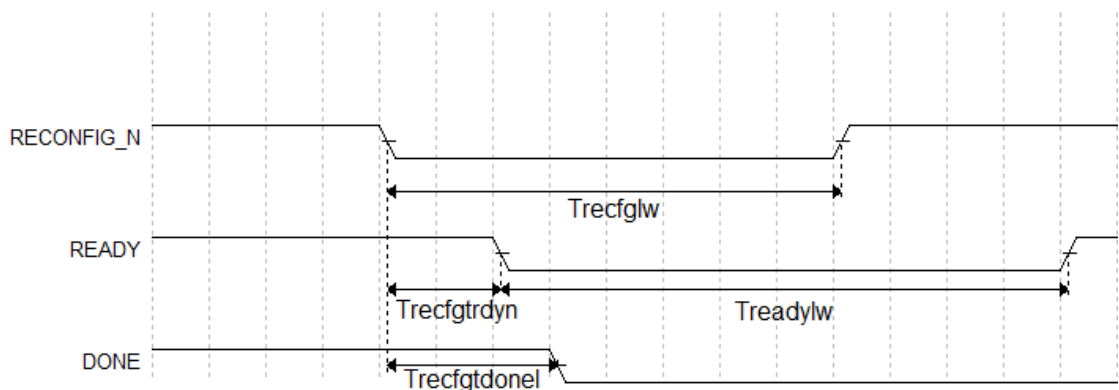 RECONFIG_N
Trecfglw
READY
Trecfgtrdyn
Treadylw
DONE
Trecfgtdonel